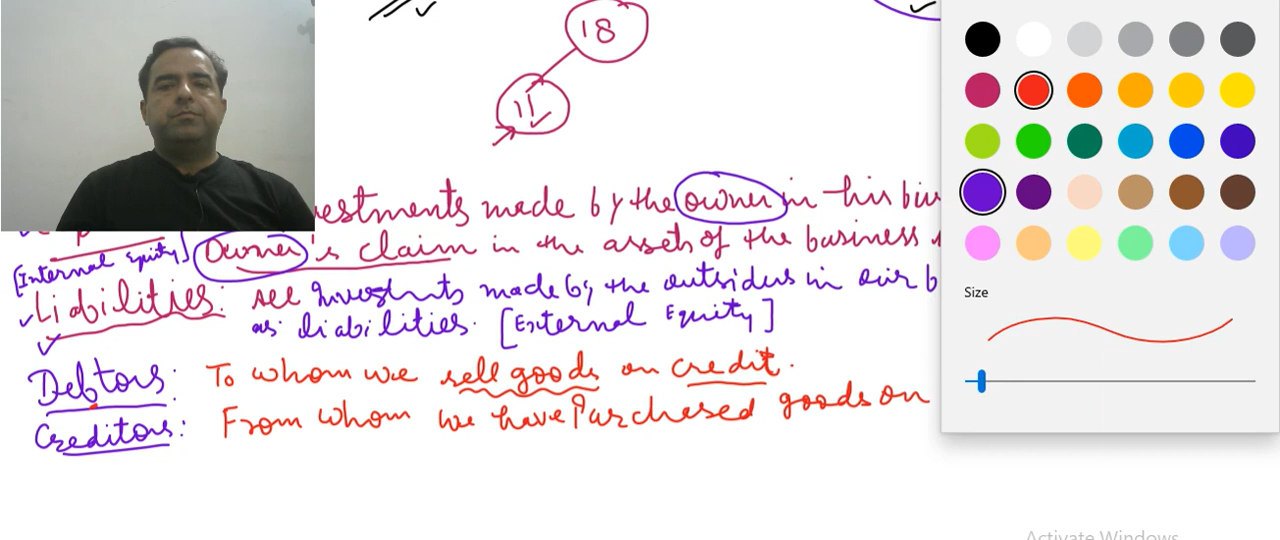 18
11
vestments made by the owner in his bus
[Internal Equity] Owner's claim in the assets of the business
Liabilities: All Investments made by the outsiders in our b
as liabilities. [External Equity]
Debtors: To whom we sell goods on credit.
Creditors: From whom we have Purchased goods on
Size
Activate Windows